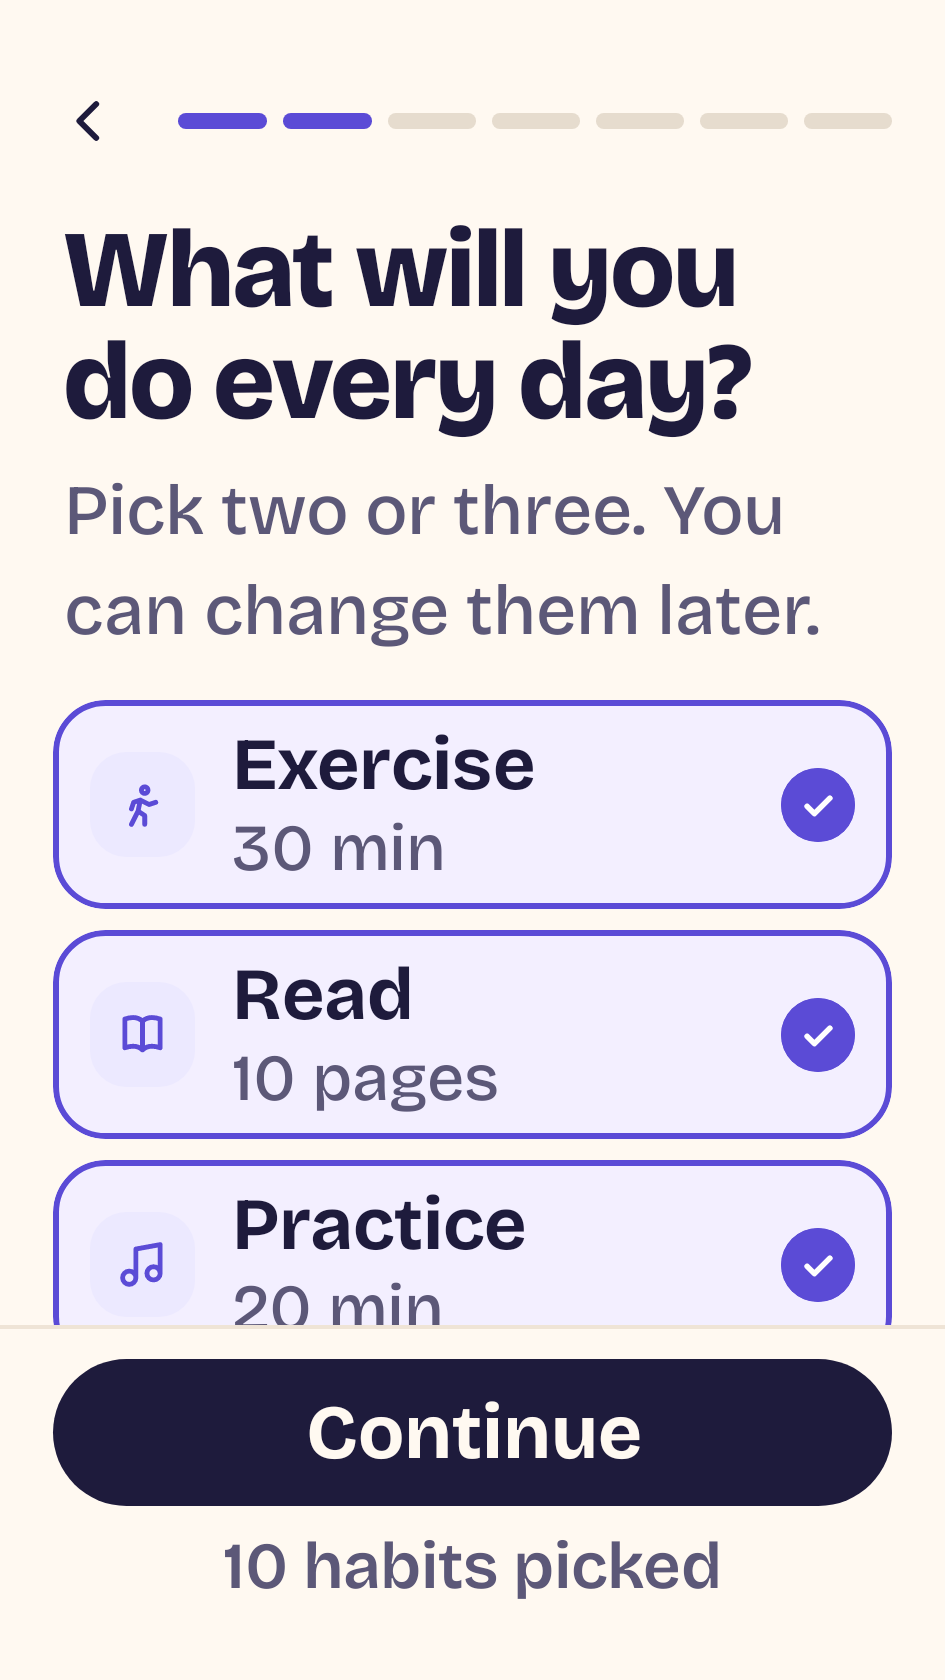 What will you
do every day?
Pick two or three. You
can change them later.
Exercise
30 min
Read
10 pages
Practice
20 min
Continue
10 habits picked